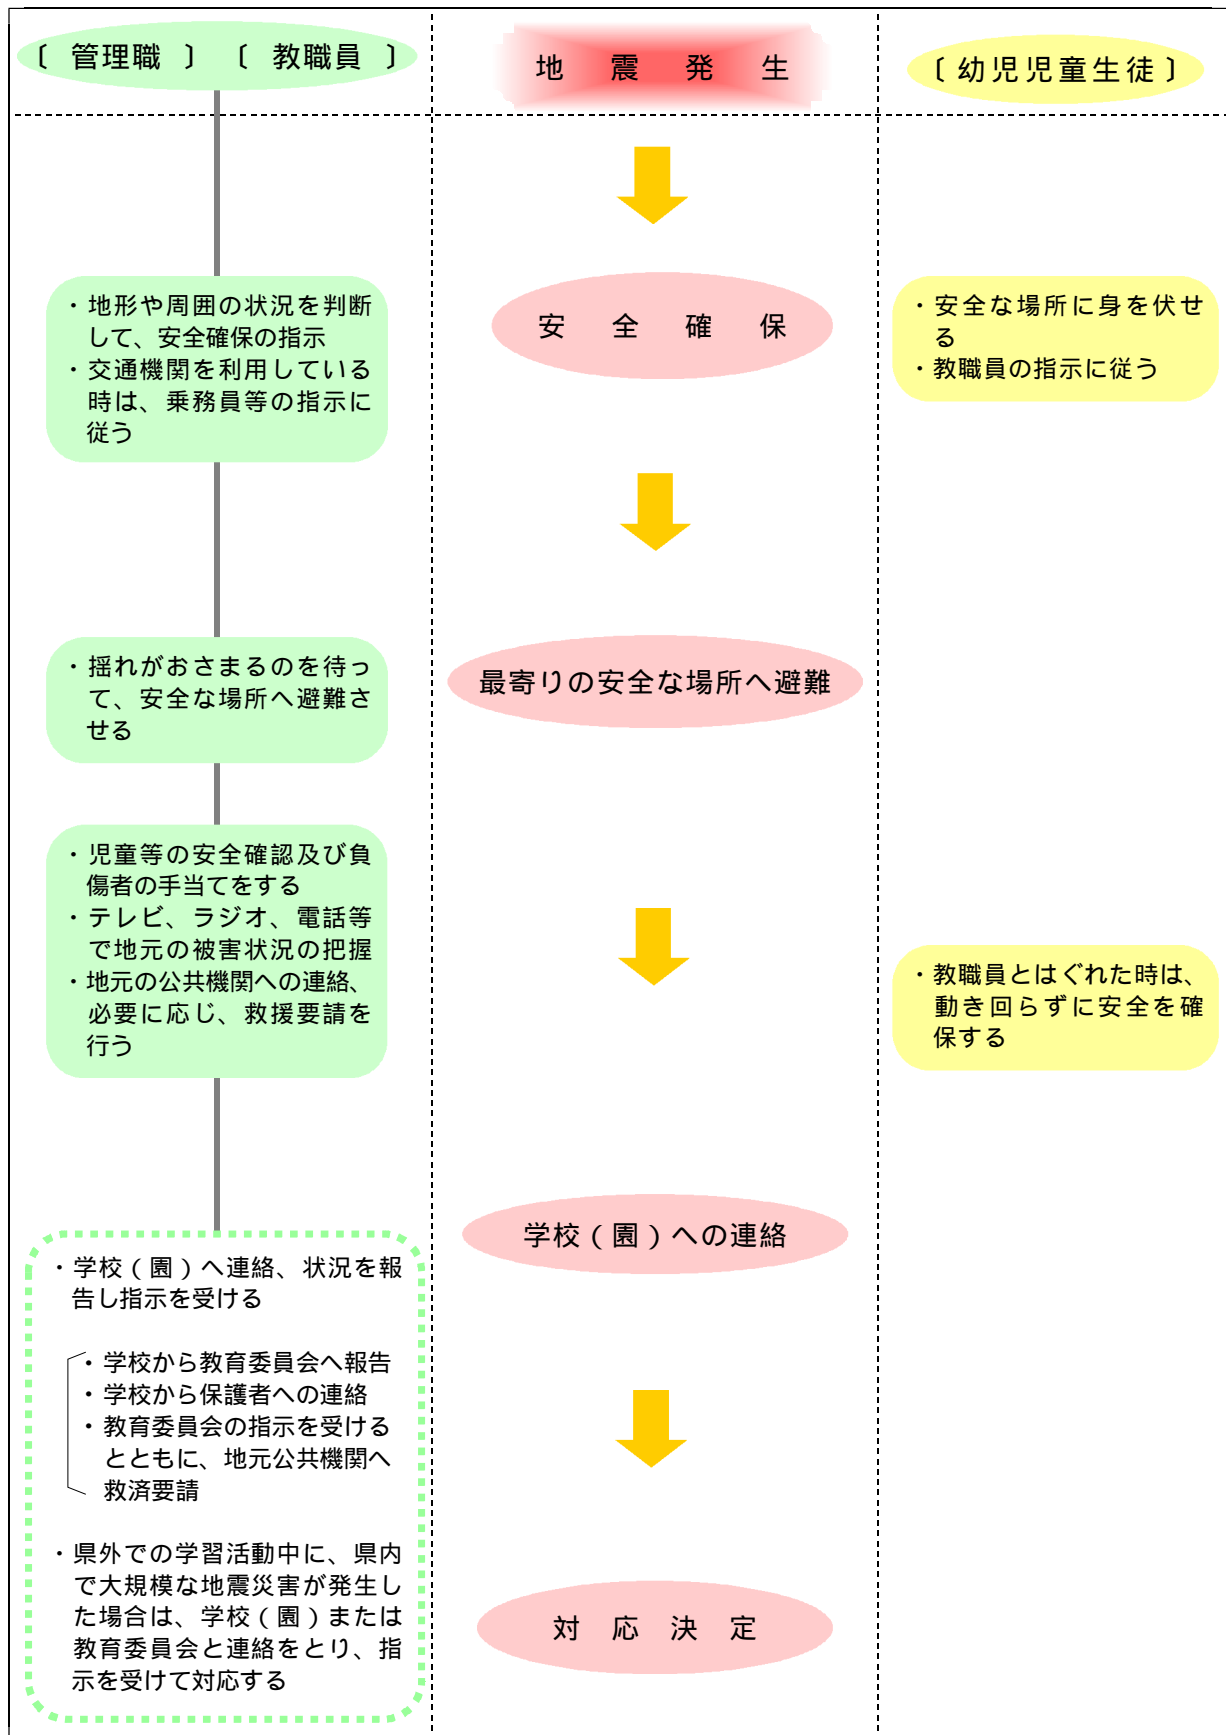 〔 管理職 〕 〔 教職員 〕
地 震 発 生
〔幼児児童生徒〕
・地形や周囲の状況を判断
して、安全確保の指示
・交通機関を利用している
時は、乗務員等の指示に
従う
安 全 確 保
・安全な場所に身を伏せ
る
・教職員の指示に従う
・揺れがおさまるのを待っ
て、安全な場所へ避難さ
せる
最寄りの安全な場所へ避難
・児童等の安全確認及び負
傷者の手当てをする
・テレビ、ラジオ、電話等
で地元の被害状況の把握
・地元の公共機関への連絡、
必要に応じ、救援要請を
行う
・教職員とはぐれた時は、
動き回らずに安全を確
保する
学校（園）への連絡
・学校（園）へ連絡、状況を報
告し指示を受ける
・学校から教育委員会へ報告
・学校から保護者への連絡
・教育委員会の指示を受ける
とともに、地元公共機関へ
救済要請
・県外での学習活動中に、県内
で大規模な地震災害が発生し
た場合は、学校（園）または
教育委員会と連絡をとり、指
示を受けて対応する
対 応 決 定